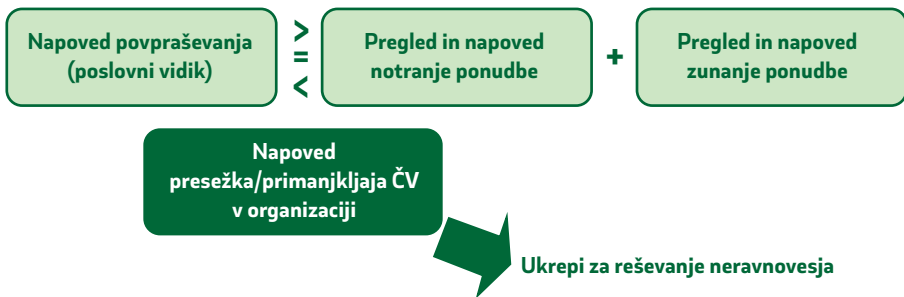 Napoved povpraševanja
(poslovni vidik)
>
=
<
Pregled in napoved
notranje ponudbe
+
Pregled in napoved
zunanje ponudbe
Napoved
presežka/primanjkljaja ČV
v organizaciji
Ukrepi za reševanje neravnovesja